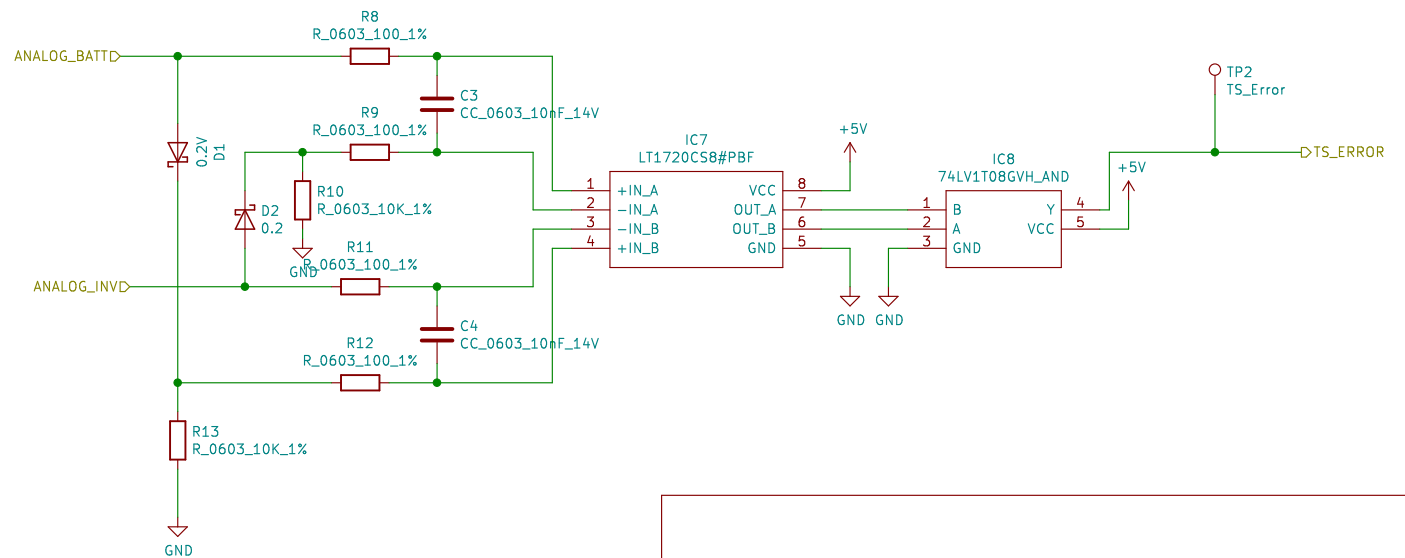 R8
R_0603_100_1%
ANALOG_BATT
C3
CC_0603_10nF_14V
R9
R_0603_100_1%
0.2V
D1
R10
R_0603_10K_1%
D2
0.2
GND
R11
R_0603_100_1%
ANALOG_INV
C4
CC_0603_10nF_14V
R12
R_0603_100_1%
R13
R_0603_10K_1%
GND
IC7
LT1720CS8#PBF
1 +IN_A VCC 8
2 -IN_A OUT_A 7
3 -IN_B OUT_B 6
4 +IN_B GND 5
+5V
GND
GND
IC8
74LV1T08GVH_AND
1 B Y 4
2 A VCC 5
3 GND
+5V
TP2
TS_Error
TS_ERROR